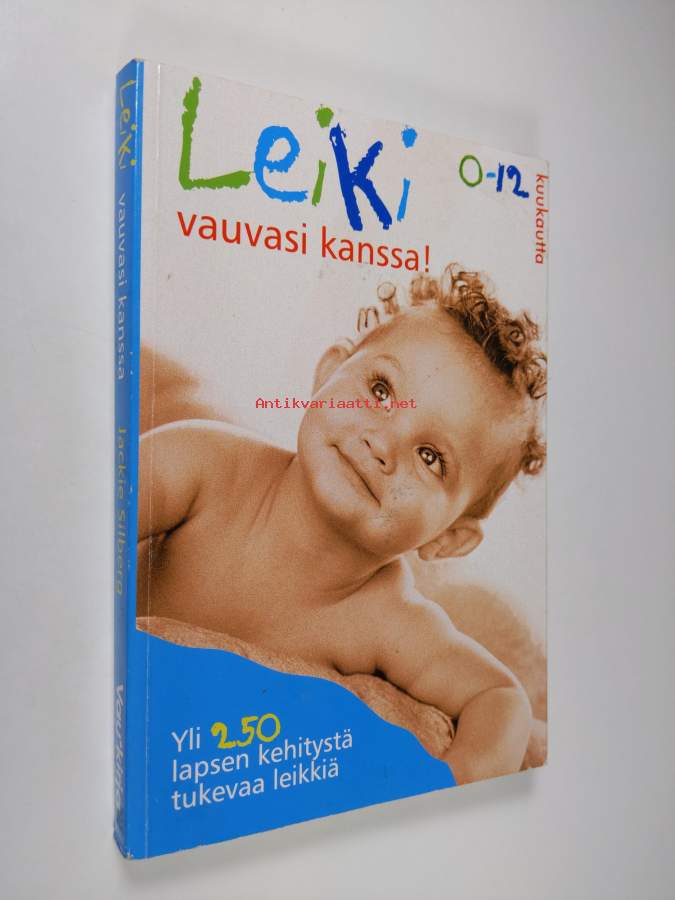 Leiki
vauvasi kanssa!
0-12
kuukautta
Antikvariaatti.net
Yli 250
lapsen kehitystä
tukevaa leikkiä
Leiki vauvasi kanssa Jackie Silberg